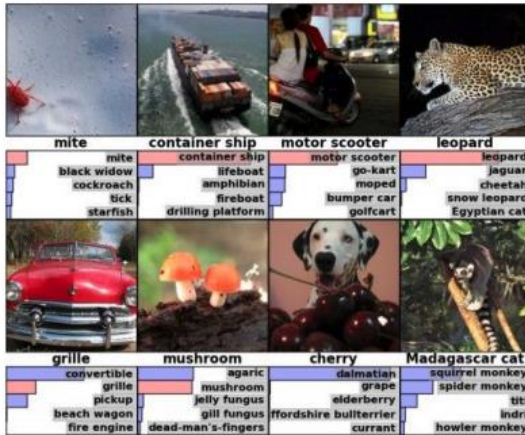 mite container ship motor scooter leopard
mite container ship motor scooter leopard
black widow lifeboat go-kart jaguar
cockroach amphibian moped cheetah
tick fireboat bumper car snow leopard
starfish drilling platform golfcart Egyptian cat
grille mushroom cherry Madagascar cat
convertible agaric dalmatian squirrel monkey
grille mushroom grape spider monkey
pickup jelly fungus elderberry titi
beach wagon gill fungus ffordshire bullterrier indri
fire engine dead-man's-fingers currant howler monkey